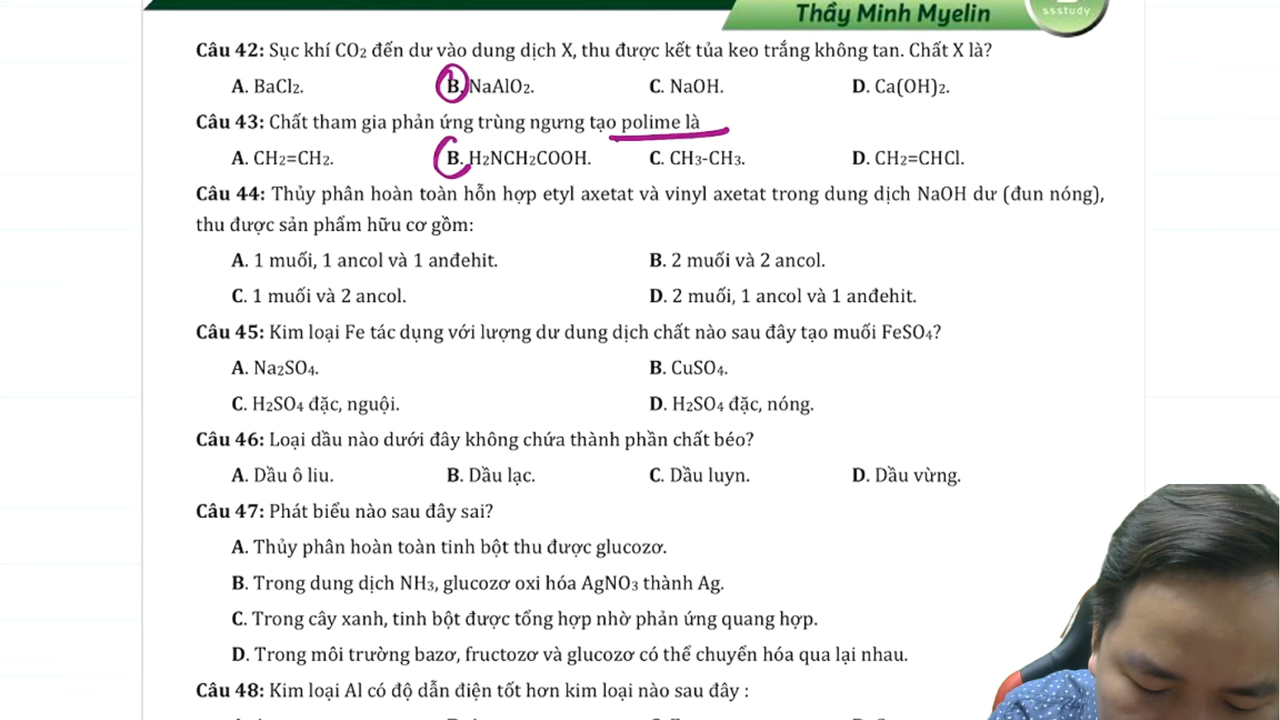 Thầy Minh Myelin
ssstudy
Câu 42: Sục khí CO₂ đến dư vào dung dịch X, thu được kết tủa keo trắng không tan. Chất X là?
A. BaCl₂. B. NaAlO₂. C. NaOH. D. Ca(OH)₂.
Câu 43: Chất tham gia phản ứng trùng ngưng tạo polime là
A. CH₂=CH₂. B. H₂NCH₂COOH. C. CH₃-CH₃. D. CH₂=CHCl.
Câu 44: Thủy phân hoàn toàn hỗn hợp etyl axetat và vinyl axetat trong dung dịch NaOH dư (đun nóng),
thu được sản phẩm hữu cơ gồm:
A. 1 muối, 1 ancol và 1 anđehit. B. 2 muối và 2 ancol.
C. 1 muối và 2 ancol. D. 2 muối, 1 ancol và 1 anđehit.
Câu 45: Kim loại Fe tác dụng với lượng dư dung dịch chất nào sau đây tạo muối FeSO₄?
A. Na₂SO₄. B. CuSO₄.
C. H₂SO₄ đặc, nguội. D. H₂SO₄ đặc, nóng.
Câu 46: Loại dầu nào dưới đây không chứa thành phần chất béo?
A. Dầu ô liu. B. Dầu lạc. C. Dầu luyn. D. Dầu vừng.
Câu 47: Phát biểu nào sau đây sai?
A. Thủy phân hoàn toàn tinh bột thu được glucozơ.
B. Trong dung dịch NH₃, glucozơ oxi hóa AgNO₃ thành Ag.
C. Trong cây xanh, tinh bột được tổng hợp nhờ phản ứng quang hợp.
D. Trong môi trường bazơ, fructozơ và glucozơ có thể chuyển hóa qua lại nhau.
Câu 48: Kim loại Al có độ dẫn điện tốt hơn kim loại nào sau đây :